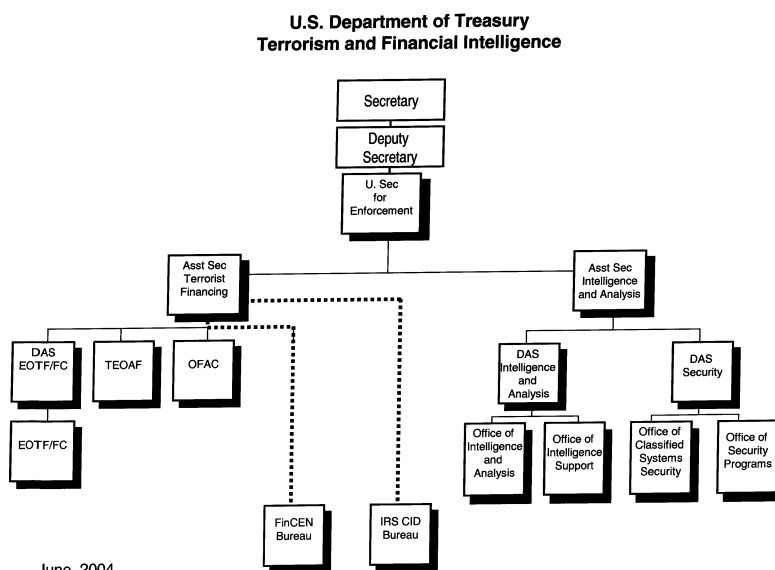 U.S. Department of Treasury
Terrorism and Financial Intelligence
Secretary
Deputy
Secretary
U. Sec
for
Enforcement
Asst Sec
Terrorist
Financing
Asst Sec
Intelligence
and Analysis
DAS
EOTF/FC
TEOAF
OFAC
DAS
Intelligence
and
Analysis
DAS
Security
EOTF/FC
Office of
Intelligence
and
Analysis
Office of
Intelligence
Support
Office of
Classified
Systems
Security
Office of
Security
Programs
FinCEN
Bureau
IRS CID
Bureau
June, 2004